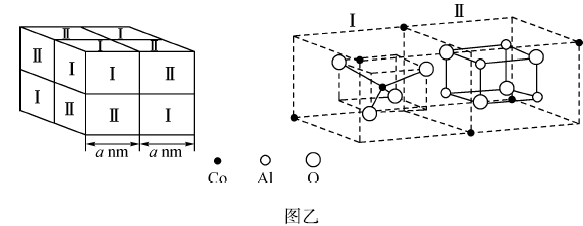 Ⅱ Ⅰ
Ⅰ Ⅱ
Ⅱ Ⅰ Ⅰ Ⅱ
Ⅰ Ⅱ Ⅱ Ⅰ
a nm a nm
Ⅰ Ⅱ
Co Al O
图乙